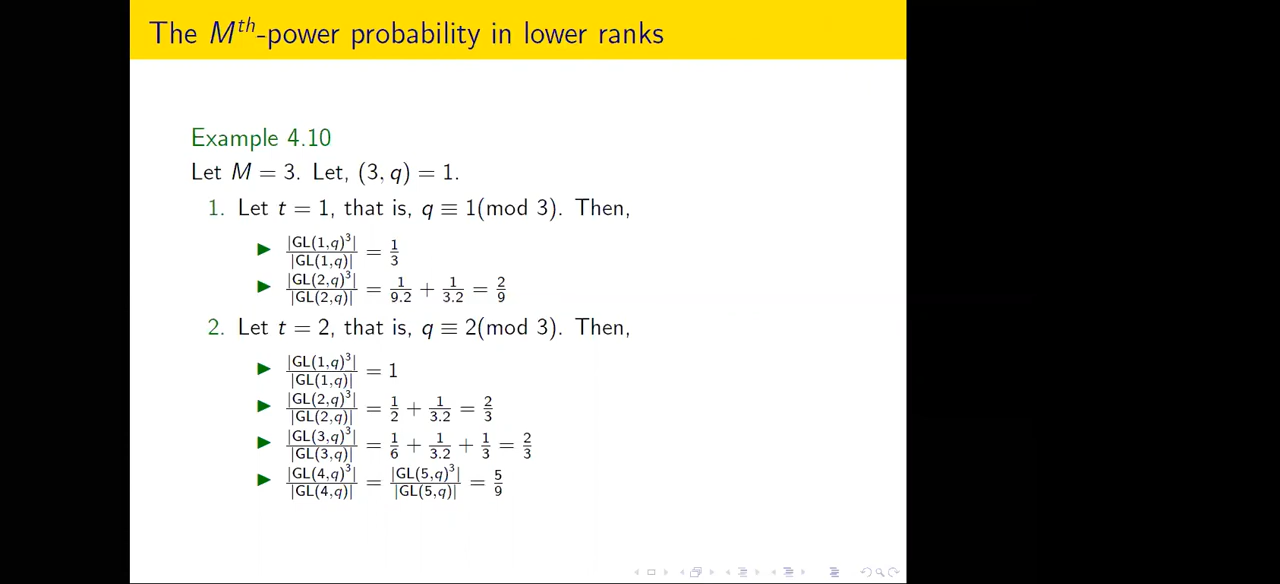 The Mᵗʰ-power probability in lower ranks
Example 4.10
Let M = 3. Let, (3, q) = 1.
1. Let t = 1, that is, q ≡ 1(mod 3). Then,
▶ |GL(1,q)³| / |GL(1,q)| = 1/3
▶ |GL(2,q)³| / |GL(2,q)| = 1/9.2 + 1/3.2 = 2/9
2. Let t = 2, that is, q ≡ 2(mod 3). Then,
▶ |GL(1,q)³| / |GL(1,q)| = 1
▶ |GL(2,q)³| / |GL(2,q)| = 1/2 + 1/3.2 = 2/3
▶ |GL(3,q)³| / |GL(3,q)| = 1/6 + 1/3.2 + 1/3 = 2/3
▶ |GL(4,q)³| / |GL(4,q)| = |GL(5,q)³| / |GL(5,q)| = 5/9